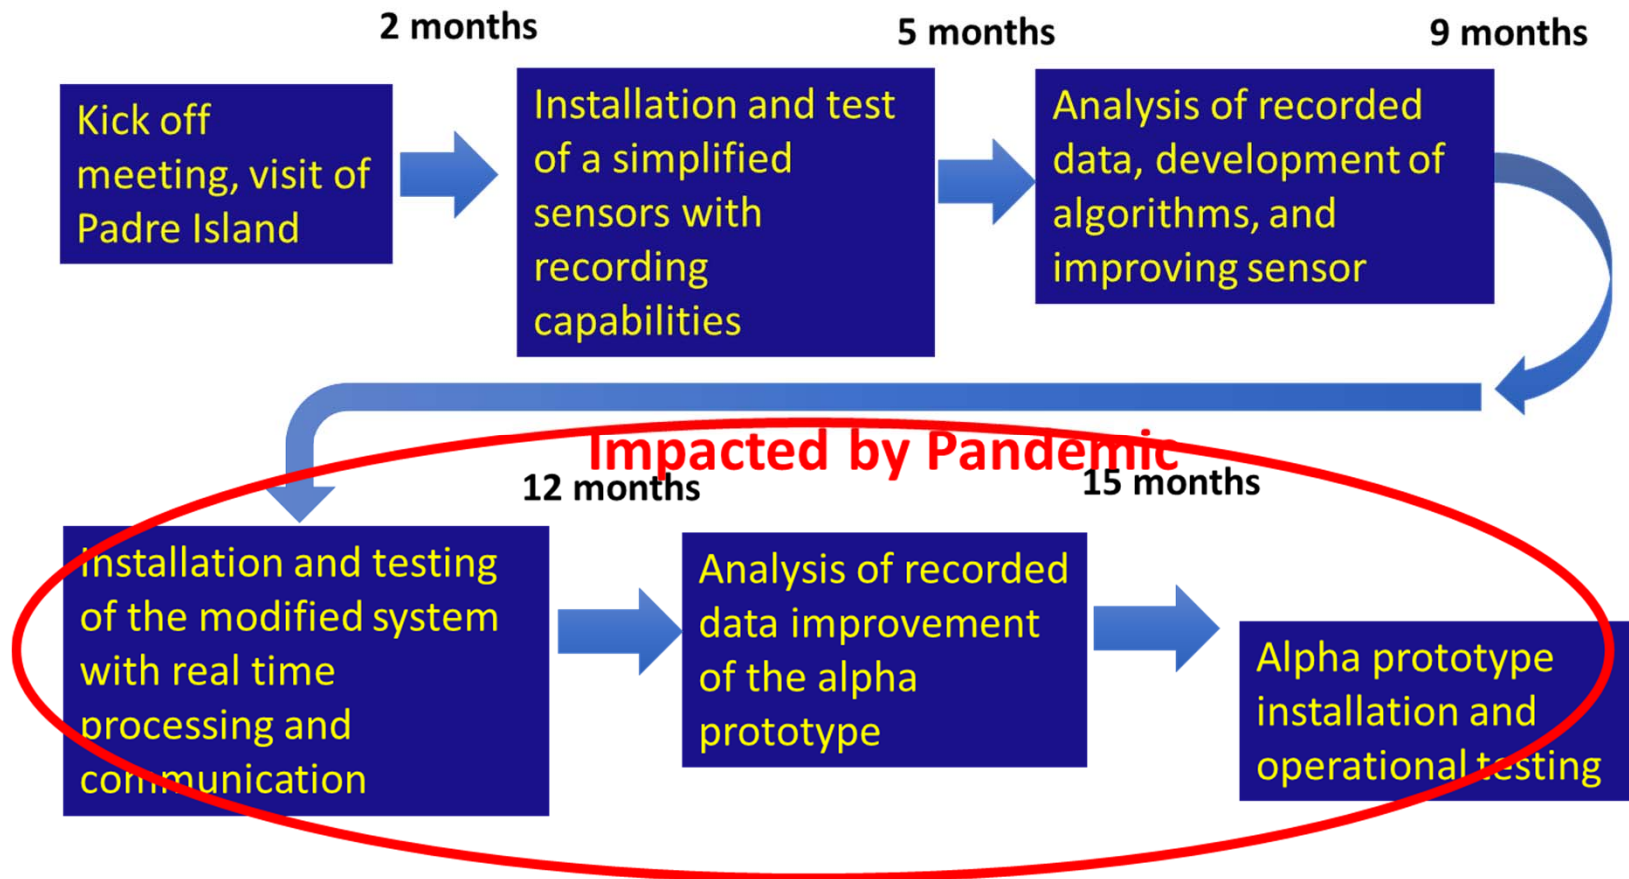 2 months
5 months
9 months
Kick off
meeting, visit of
Padre Island
Installation and test
of a simplified
sensors with
recording
capabilities
Analysis of recorded
data, development of
algorithms, and
improving sensor
Impacted by Pandemic
12 months
15 months
Installation and testing
of the modified system
with real time
processing and
communication
Analysis of recorded
data improvement
of the alpha
prototype
Alpha prototype
installation and
operational testing